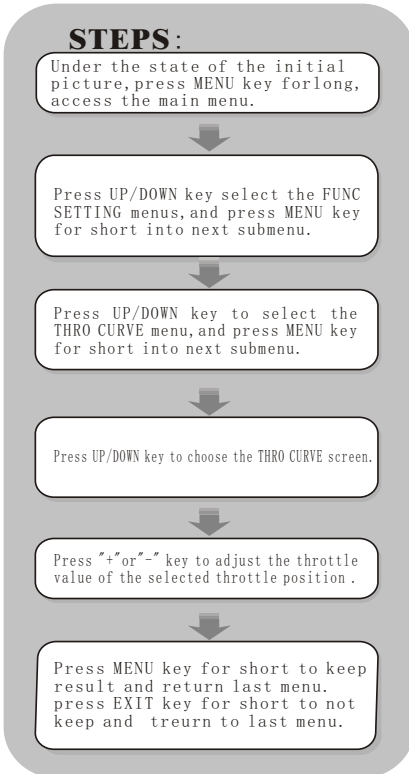 STEPS:
Under the state of the initial
picture,press MENU key forlong,
access the main menu.
Press UP/DOWN key select the FUNC
SETTING menus,and press MENU key
for short into next submenu.
Press UP/DOWN key to select the
THRO CURVE menu,and press MENU key
for short into next submenu.
Press UP/DOWN key to choose the THRO CURVE screen.
Press "+"or"-" key to adjust the throttle
value of the selected throttle position .
Press MENU key for short to keep
result and return last menu.
press EXIT key for short to not
keep and treurn to last menu.